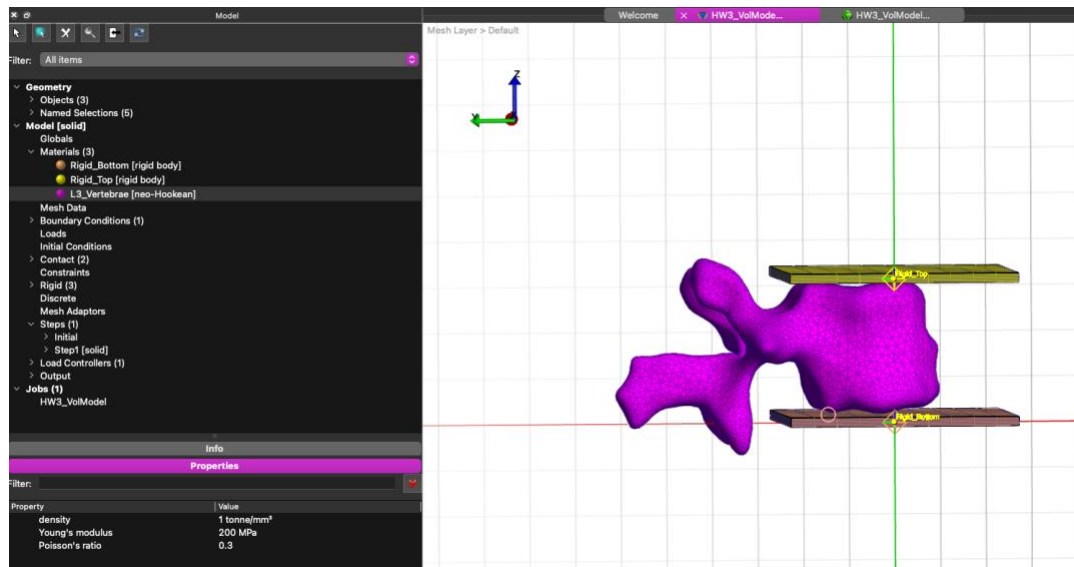 Model
Welcome
HW3_VolMode...
HW3_VolModel...
Filter: All items
Geometry
Objects (3)
Named Selections (5)
Model [solid]
Globals
Materials (3)
Rigid_Bottom [rigid body]
Rigid_Top [rigid body]
L3_Vertebrae [neo-Hookean]
Mesh Data
Boundary Conditions (1)
Loads
Initial Conditions
Contact (2)
Constraints
Rigid (3)
Discrete
Mesh Adaptors
Steps (1)
Initial
Step1 [solid]
Load Controllers (1)
Output
Jobs (1)
HW3_VolModel
Info
Properties
Filter:
Property Value
density 1 tonne/mm³
Young's modulus 200 MPa
Poisson's ratio 0.3
Mesh Layer > Default
Z
Rigid_Top
Rigid_Bottom